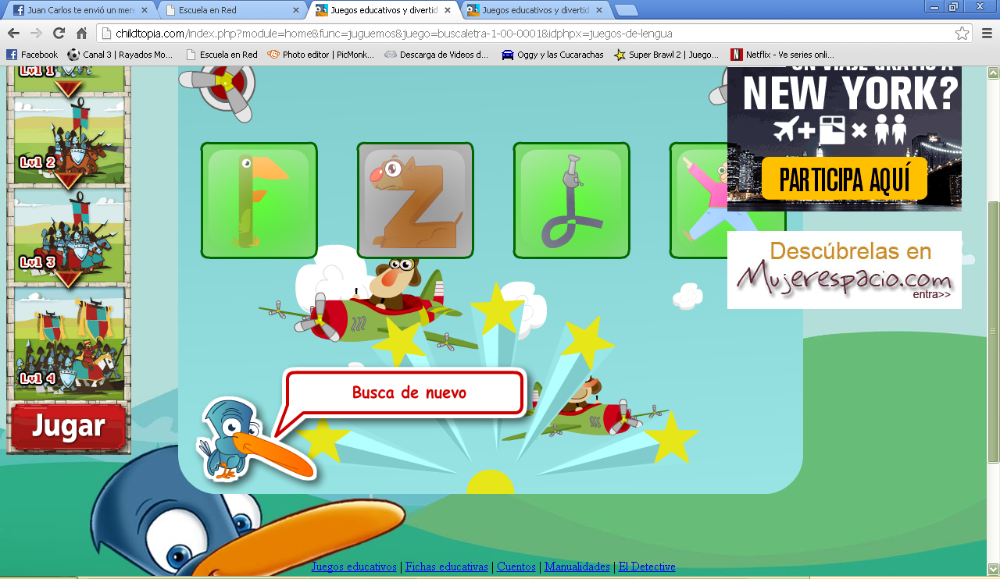 Juan Carlos te envió un mens
Escuela en Red
Juegos educativos y divertid
Juegos educativos y divertid
childtopia.com/index.php?module=home&func=juguemos&juego=buscaletra-1-00-0001&idphpx=juegos-de-lengua
Facebook
Canal 3 | Rayados Mo...
Escuela en Red
Photo editor | PicMonk...
Descarga de Videos d...
Oggy y las Cucarachas
Super Brawl 2 | Juego...
Netflix - Ve series onli...
Lvl 1
Lvl 2
Lvl 3
Lvl 4
Jugar
UN VIAJE GRATIS A
NEW YORK?
PARTICIPA AQUÍ
Descúbrelas en
Mujerespacio.com
entra>>
Z
Busca de nuevo
Juegos educativos | Fichas educativas | Cuentos | Manualidades | El Detective